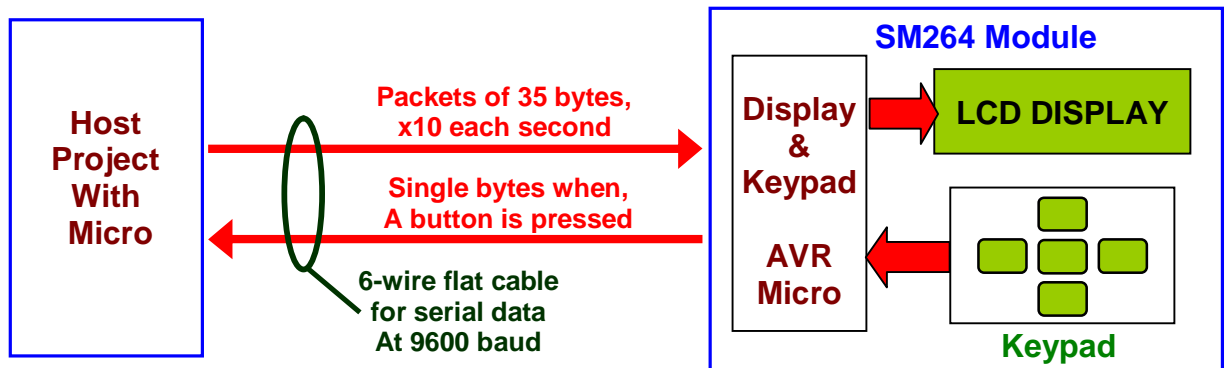 Host
Project
With
Micro
Packets of 35 bytes,
x10 each second
Single bytes when,
A button is pressed
6-wire flat cable
for serial data
At 9600 baud
SM264 Module
Display
&
Keypad
AVR
Micro
LCD DISPLAY
Keypad